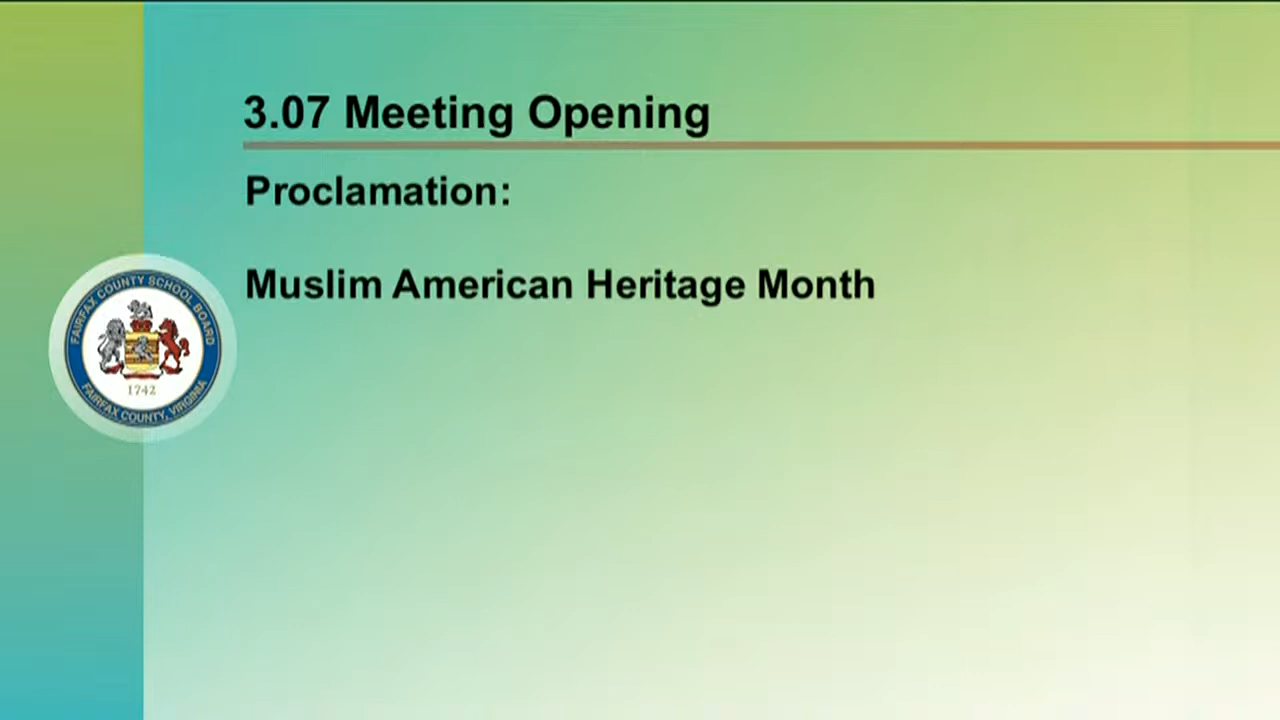 3.07 Meeting Opening
Proclamation:
Muslim American Heritage Month
FAIRFAX COUNTY SCHOOL BOARD
1742
FAIRFAX COUNTY, VIRGINIA